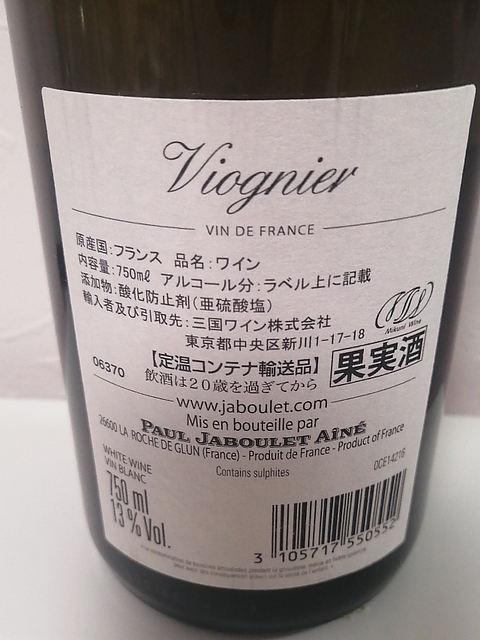 Viognier
VIN DE FRANCE
原産国:フランス 品名:ワイン
内容量:750mℓ アルコール分:ラベル上に記載
添加物:酸化防止剤(亜硫酸塩)
輸入者及び引取先:三国ワイン株式会社
東京都中央区新川1-17-18
Mikuni Wine
06370
【定温コンテナ輸送品】
飲酒は20歳を過ぎてから
果実酒
www.jaboulet.com
Mis en bouteille par
PAUL JABOULET AÎNÉ
26600 LA ROCHE DE GLUN (France) - Produit de France - Product of France
Contains sulphites
OCE14216
WHITE WINE
VIN BLANC
750 ml
13 % Vol.
3 105717 550552